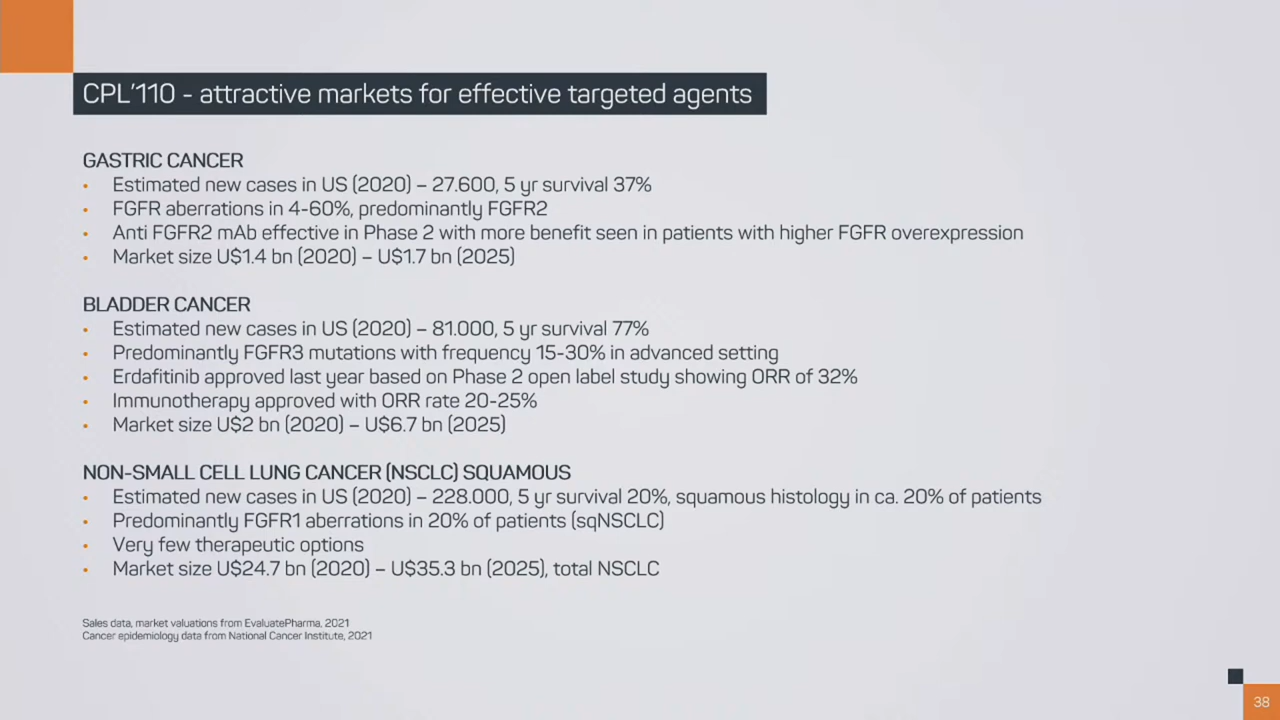 CPL'110 - attractive markets for effective targeted agents
GASTRIC CANCER
• Estimated new cases in US (2020) – 27.600, 5 yr survival 37%
• FGFR aberrations in 4-60%, predominantly FGFR2
• Anti FGFR2 mAb effective in Phase 2 with more benefit seen in patients with higher FGFR overexpression
• Market size U$1.4 bn (2020) – U$1.7 bn (2025)
BLADDER CANCER
• Estimated new cases in US (2020) – 81.000, 5 yr survival 77%
• Predominantly FGFR3 mutations with frequency 15-30% in advanced setting
• Erdafitinib approved last year based on Phase 2 open label study showing ORR of 32%
• Immunotherapy approved with ORR rate 20-25%
• Market size U$2 bn (2020) – U$6.7 bn (2025)
NON-SMALL CELL LUNG CANCER (NSCLC) SQUAMOUS
• Estimated new cases in US (2020) – 228.000, 5 yr survival 20%, squamous histology in ca. 20% of patients
• Predominantly FGFR1 aberrations in 20% of patients (sqNSCLC)
• Very few therapeutic options
• Market size U$24.7 bn (2020) – U$35.3 bn (2025), total NSCLC
Sales data, market valuations from EvaluatePharma, 2021
Cancer epidemiology data from National Cancer Institute, 2021
38